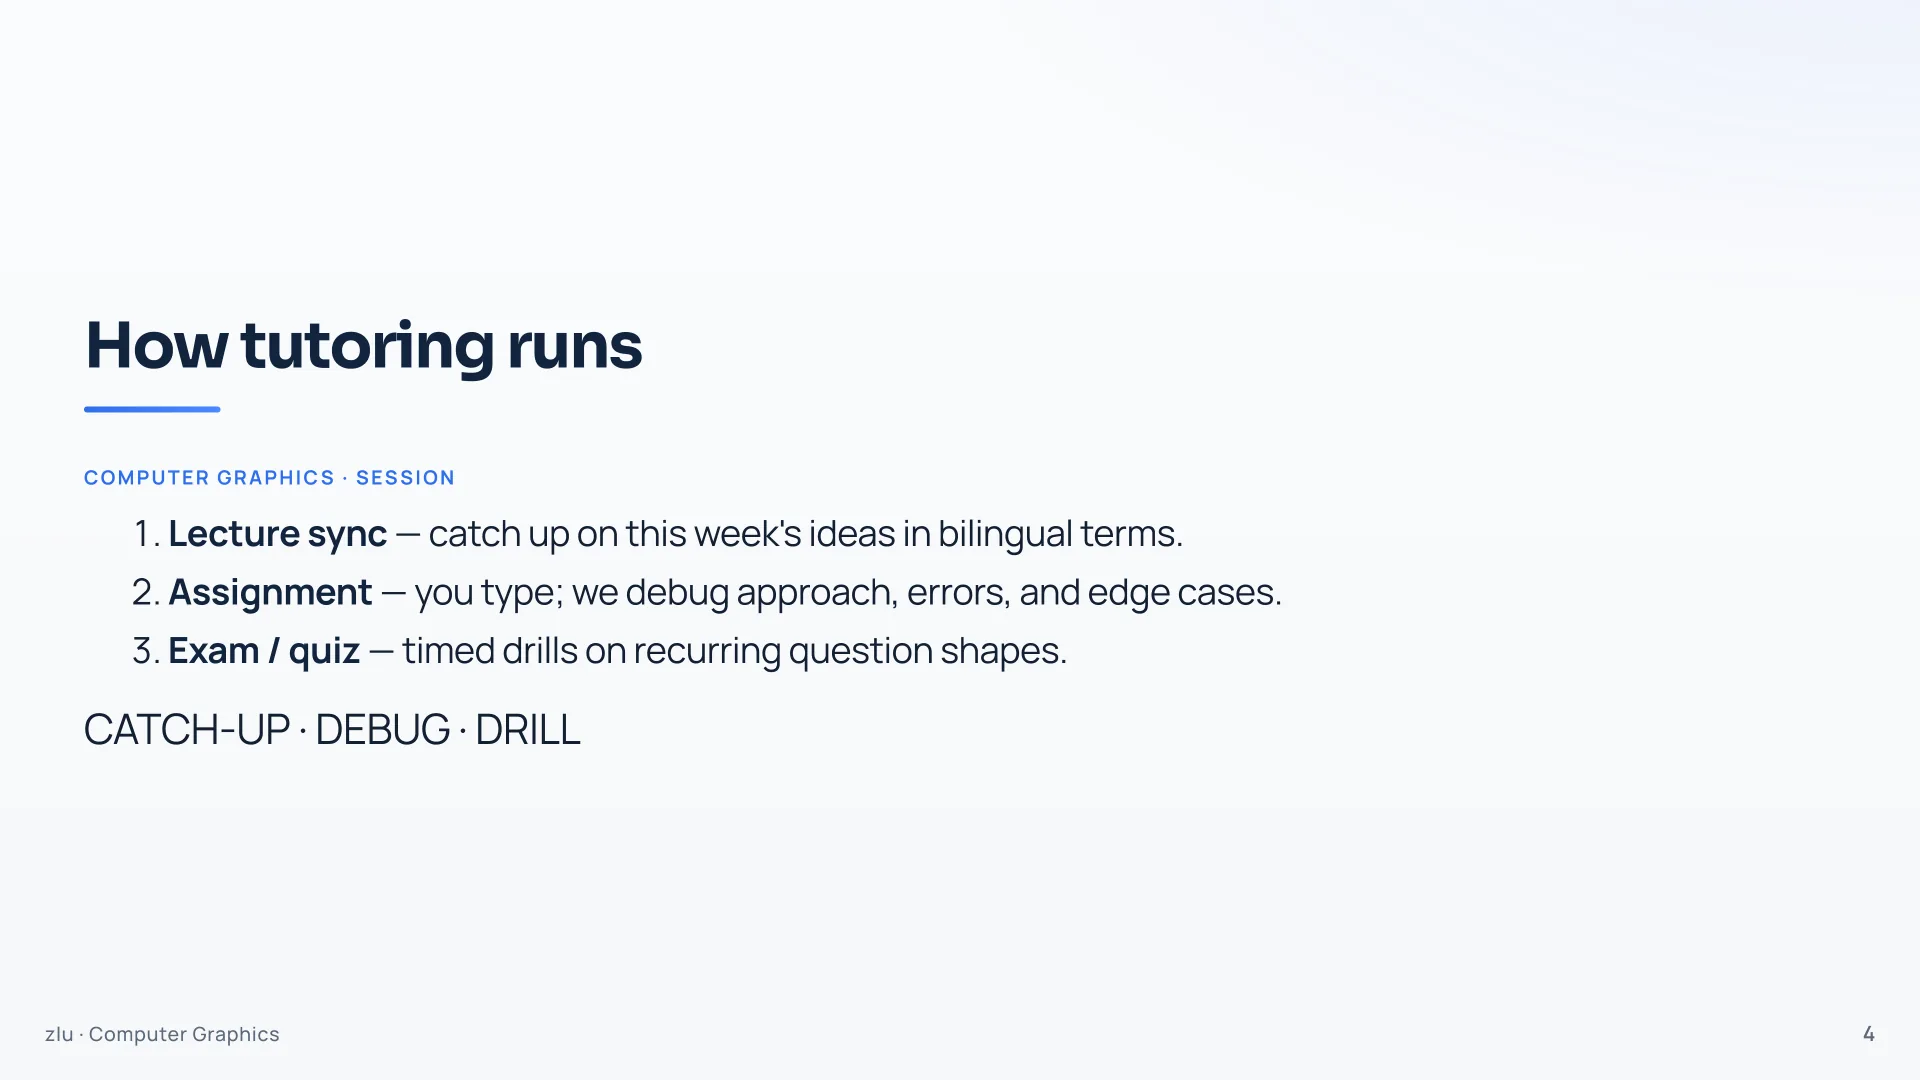 How tutoring runs
COMPUTER GRAPHICS · SESSION
1. Lecture sync — catch up on this week's ideas in bilingual terms.
2. Assignment — you type; we debug approach, errors, and edge cases.
3. Exam / quiz — timed drills on recurring question shapes.
CATCH-UP · DEBUG · DRILL
zlu · Computer Graphics
4